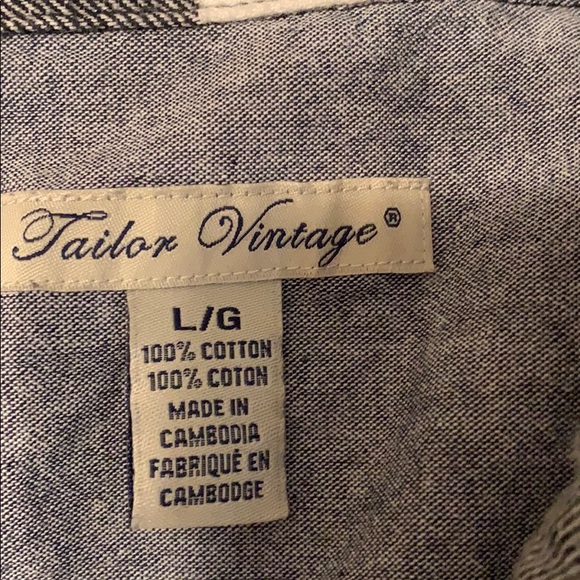 Tailor Vintage®
L/G
100% COTTON
100% COTON
MADE IN
CAMBODIA
FABRIQUÉ EN
CAMBODGE